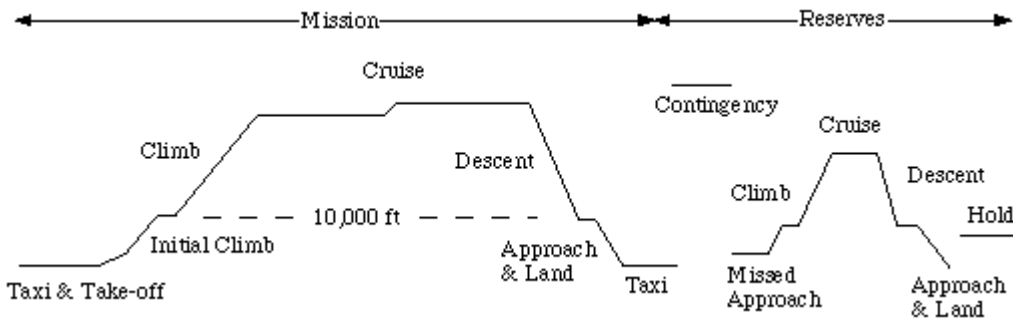 Mission
Reserves
Cruise
Contingency
Cruise
Climb
Descent
Climb
Descent
10,000 ft
Hold
Initial Climb
Approach
& Land
Taxi & Take-off
Taxi
Missed
Approach
Approach
& Land